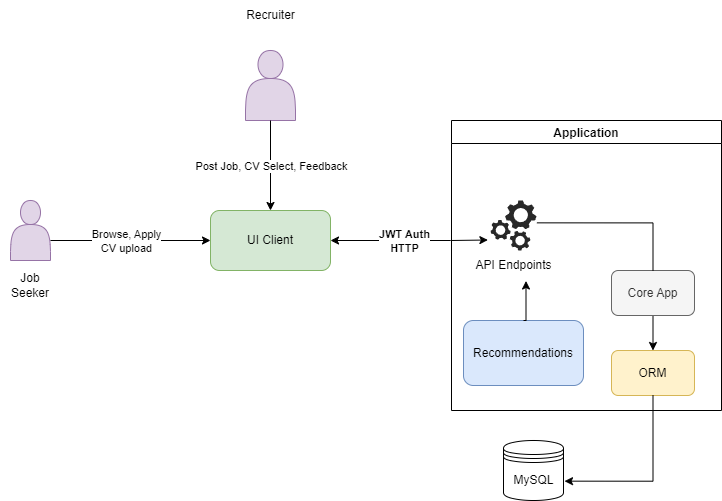 Recruiter
Application
Post Job, CV Select, Feedback
Browse, Apply
CV upload
UI Client
JWT Auth
HTTP
API Endpoints
Job
Seeker
Core App
Recommendations
ORM
MySQL